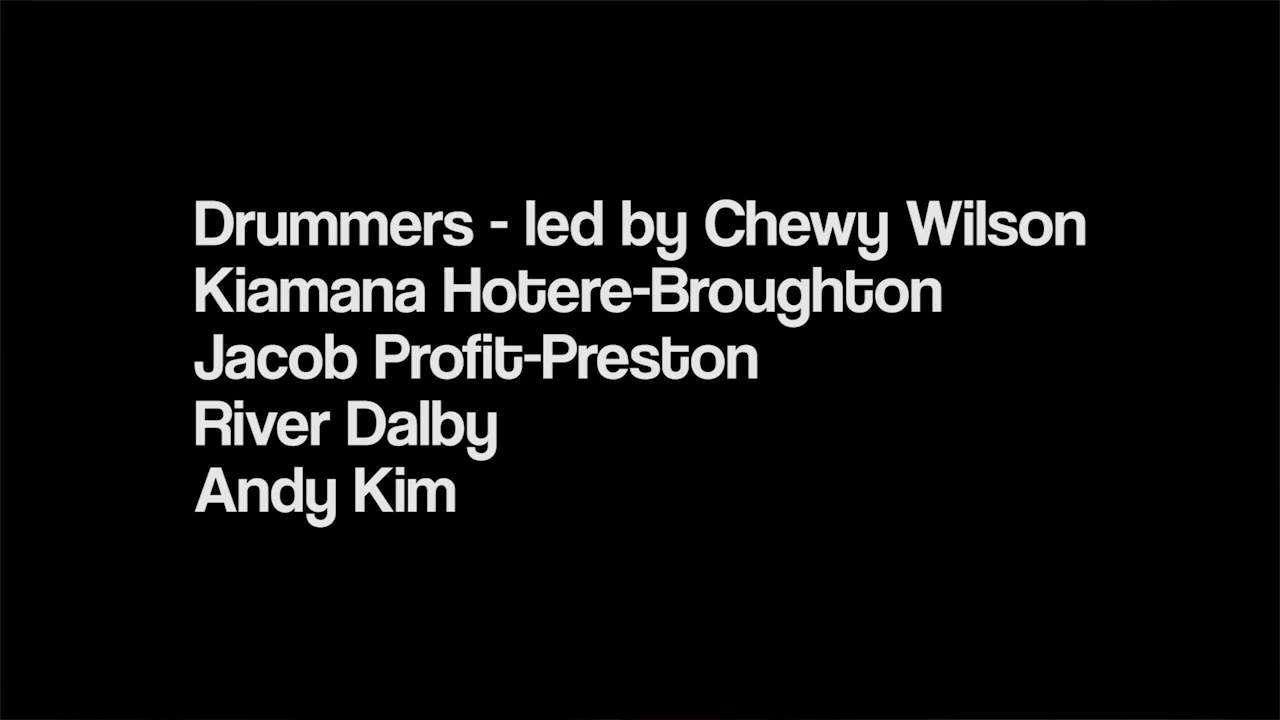 Drummers - led by Chewy Wilson
Kiamana Hotere-Broughton
Jacob Profit-Preston
River Dalby
Andy Kim